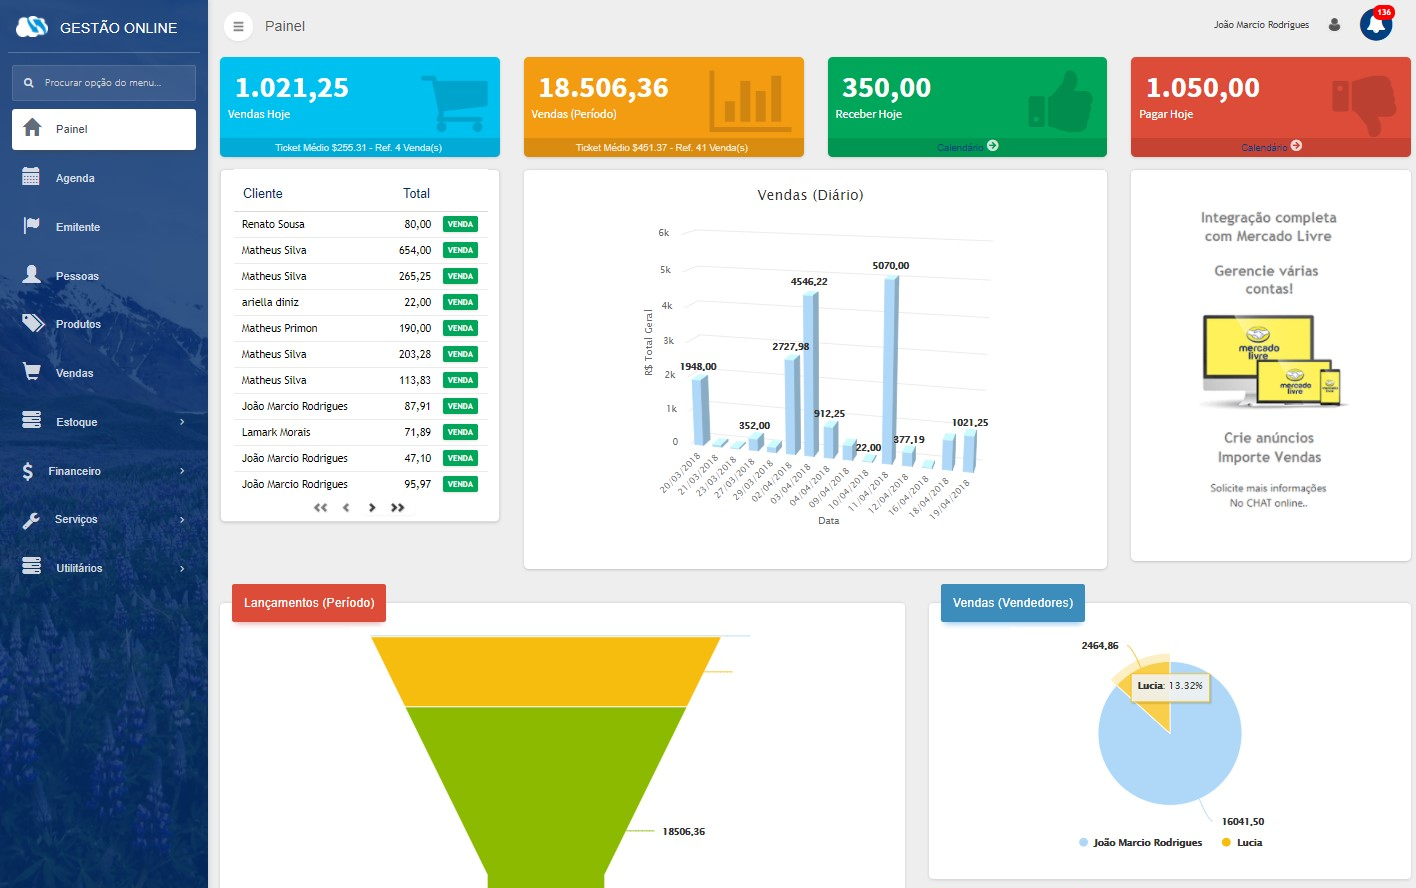 GESTÃO ONLINE
Painel
João Marcio Rodrigues
136
Procurar opção do menu...
Painel
Agenda
Emitente
Pessoas
Produtos
Vendas
Estoque
Financeiro
Serviços
Utilitários
1.021,25
Vendas Hoje
Ticket Médio $255.31 - Ref. 4 Venda(s)
18.506,36
Vendas (Período)
Ticket Médio $451.37 - Ref. 41 Venda(s)
350,00
Receber Hoje
Calendário
1.050,00
Pagar Hoje
Calendário
Cliente Total
Renato Sousa 80,00 VENDA
Matheus Silva 654,00 VENDA
Matheus Silva 265,25 VENDA
ariella diniz 22,00 VENDA
Matheus Primon 190,00 VENDA
Matheus Silva 203,28 VENDA
Matheus Silva 113,83 VENDA
João Marcio Rodrigues 87,91 VENDA
Lamark Morais 71,89 VENDA
João Marcio Rodrigues 47,10 VENDA
João Marcio Rodrigues 95,97 VENDA
Vendas (Diário)
R$ Total Geral
6k
5k
4k
3k
2k
1k
0
1948,00
352,00
2727,98
4546,22
912,25
22,00
5070,00
377,19
1021,25
20/03/2018
21/03/2018
23/03/2018
27/03/2018
29/03/2018
02/04/2018
03/04/2018
04/04/2018
09/04/2018
10/04/2018
11/04/2018
12/04/2018
16/04/2018
18/04/2018
19/04/2018
Data
Integração completa
com Mercado Livre
Gerencie várias
contas!
mercado
livre
mercado
livre
mercado
livre
Crie anúncios
Importe Vendas
Solicite mais informações
No CHAT online..
Lançamentos (Período)
18506,36
Vendas (Vendedores)
2464,86
Lucia: 13.32%
16041,50
João Marcio Rodrigues
Lucia